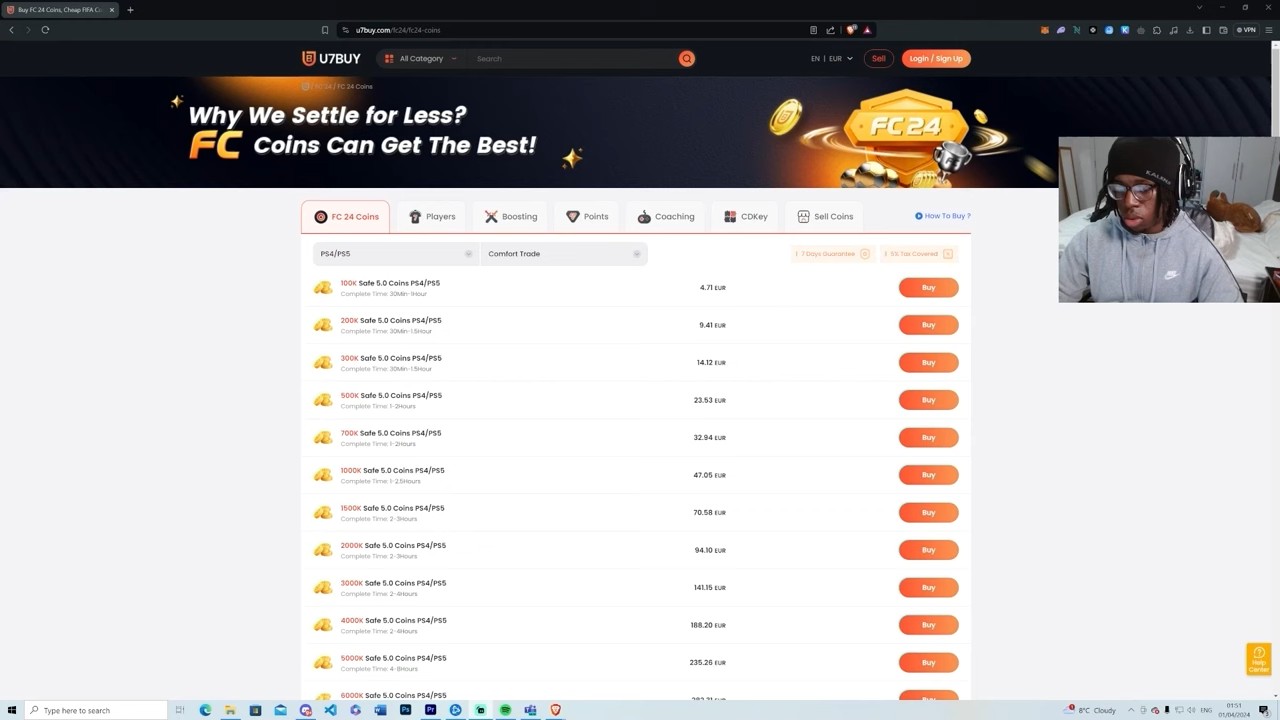 Buy FC 24 Coins, Cheap FIFA Co
u7buy.com/fc24/fc24-coins
VPN
U7BUY
All Category
Search
EN | EUR
Sell
Login / Sign Up
/ FC 24 / FC 24 Coins
Why We Settle for Less?
FC Coins Can Get The Best!
FC 24
FC 24 Coins
Players
Boosting
Points
Coaching
CDKey
Sell Coins
How To Buy ?
PS4/PS5
Comfort Trade
7 Days Guarantee
5% Tax Covered
100K Safe 5.0 Coins PS4/PS5
Complete Time: 30Min-1Hour
4.71 EUR
Buy
200K Safe 5.0 Coins PS4/PS5
Complete Time: 30Min-1.5Hour
9.41 EUR
Buy
300K Safe 5.0 Coins PS4/PS5
Complete Time: 30Min-1.5Hour
14.12 EUR
Buy
500K Safe 5.0 Coins PS4/PS5
Complete Time: 1-2Hours
23.53 EUR
Buy
700K Safe 5.0 Coins PS4/PS5
Complete Time: 1-2Hours
32.94 EUR
Buy
1000K Safe 5.0 Coins PS4/PS5
Complete Time: 1-2.5Hours
47.05 EUR
Buy
1500K Safe 5.0 Coins PS4/PS5
Complete Time: 2-3Hours
70.58 EUR
Buy
2000K Safe 5.0 Coins PS4/PS5
Complete Time: 2-3Hours
94.10 EUR
Buy
3000K Safe 5.0 Coins PS4/PS5
Complete Time: 2-4Hours
141.15 EUR
Buy
4000K Safe 5.0 Coins PS4/PS5
Complete Time: 2-4Hours
188.20 EUR
Buy
5000K Safe 5.0 Coins PS4/PS5
Complete Time: 4-8Hours
235.26 EUR
Buy
6000K Safe 5.0 Coins PS4/PS5
Help
Center
Type here to search
8°C Cloudy
ENG
01:51
01/04/2024